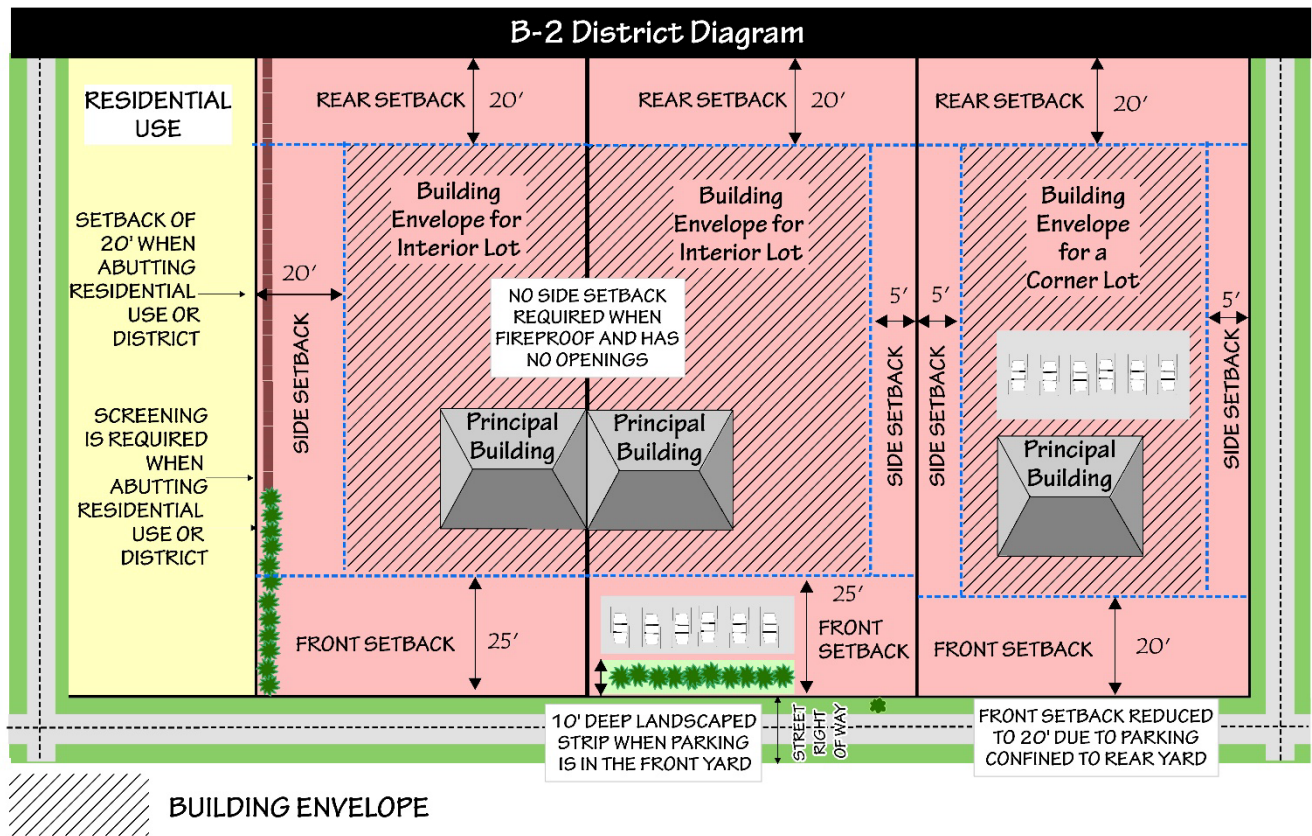 B-2 District Diagram
RESIDENTIAL
USE
REAR SETBACK 20'
REAR SETBACK 20'
REAR SETBACK 20'
SETBACK OF
20' WHEN
ABUTTING
RESIDENTIAL
USE OR
DISTRICT
20'
SIDE SETBACK
Building
Envelope for
Interior Lot
Building
Envelope for
Interior Lot
Building
Envelope
for a
Corner Lot
NO SIDE SETBACK
REQUIRED WHEN
FIREPROOF AND HAS
NO OPENINGS
5'
SIDE SETBACK
5'
SIDE SETBACK
5'
SIDE SETBACK
SCREENING
IS REQUIRED
WHEN
ABUTTING
RESIDENTIAL
USE OR
DISTRICT
Principal
Building
Principal
Building
Principal
Building
FRONT SETBACK 25'
25'
FRONT
SETBACK
FRONT SETBACK 20'
10' DEEP LANDSCAPED
STRIP WHEN PARKING
IS IN THE FRONT YARD
STREET
RIGHT
OF WAY
FRONT SETBACK REDUCED
TO 20' DUE TO PARKING
CONFINED TO REAR YARD
BUILDING ENVELOPE